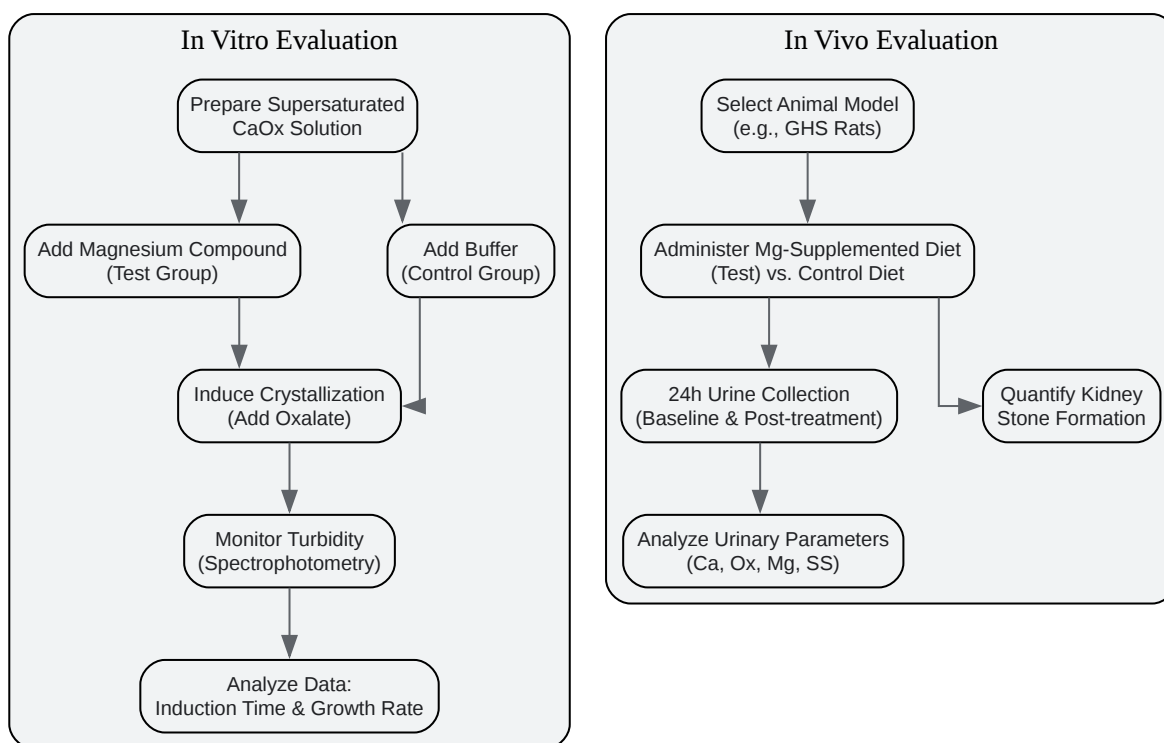 In Vitro Evaluation
Prepare Supersaturated
CaOx Solution
Add Magnesium Compound
(Test Group)
Add Buffer
(Control Group)
Induce Crystallization
(Add Oxalate)
Monitor Turbidity
(Spectrophotometry)
Analyze Data:
Induction Time & Growth Rate
In Vivo Evaluation
Select Animal Model
(e.g., GHS Rats)
Administer Mg-Supplemented Diet
(Test) vs. Control Diet
24h Urine Collection
(Baseline & Post-treatment)
Quantify Kidney
Stone Formation
Analyze Urinary Parameters
(Ca, Ox, Mg, SS)